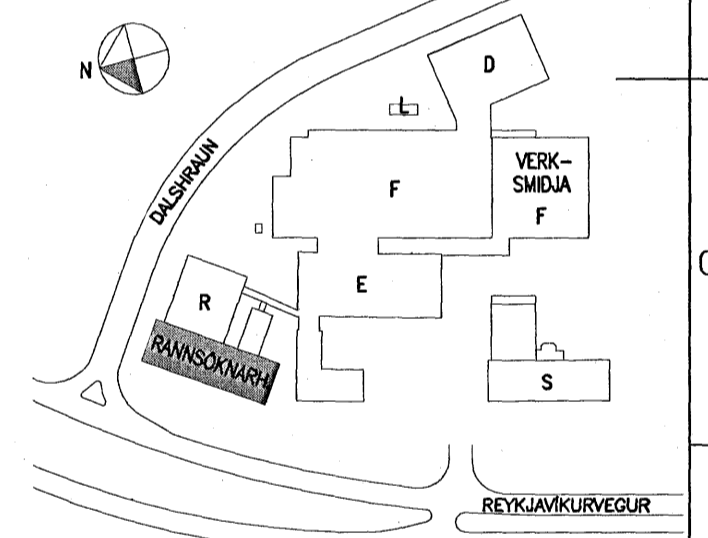 N
D
L
DALSHRAUN
VERK-
SMIDJA
F
F
E
R
RANNSÓKNARH
S
REYKJAVÍKURVEGUR